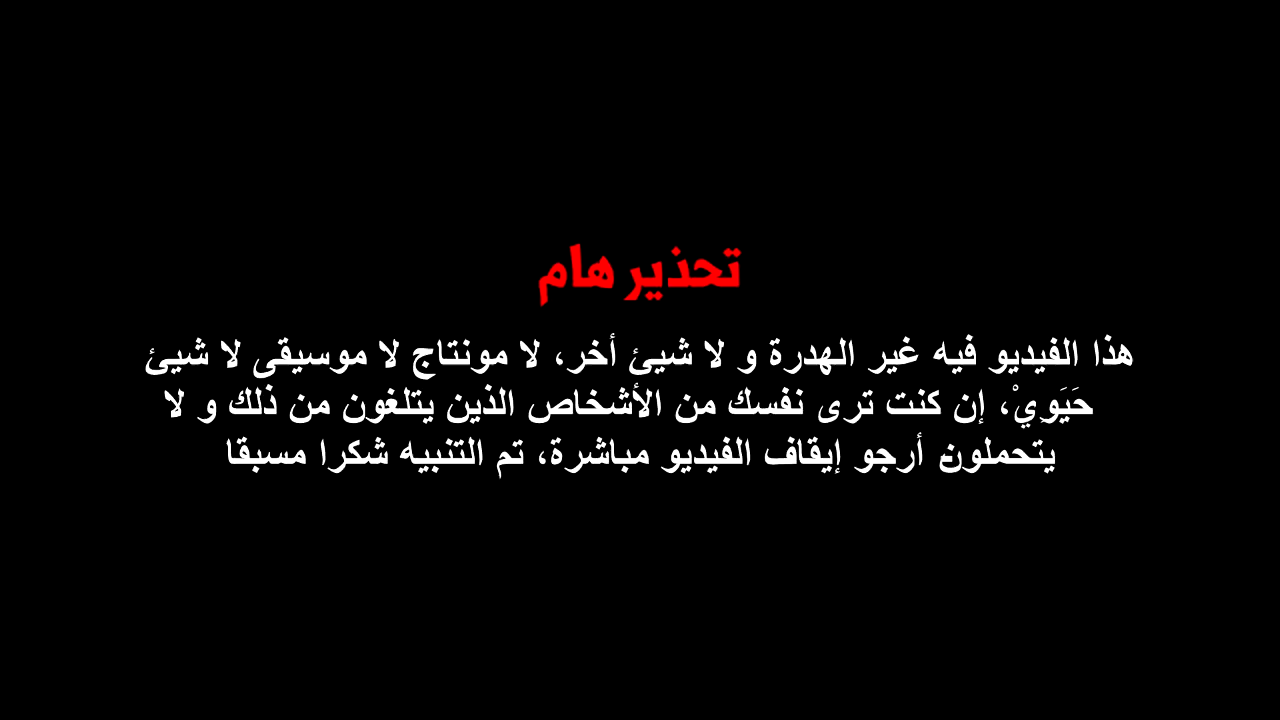 تحذير هام
هذا الفيديو فيه غير الهدرة و لا شيئ أخر، لا مونتاج لا موسيقى لا شيئ
حَيَوِيْ، إن كنت ترى نفسك من الأشخاص الذين يتلغون من ذلك و لا
يتحملون أرجو إيقاف الفيديو مباشرة، تم التنبيه شكرا مسبقا